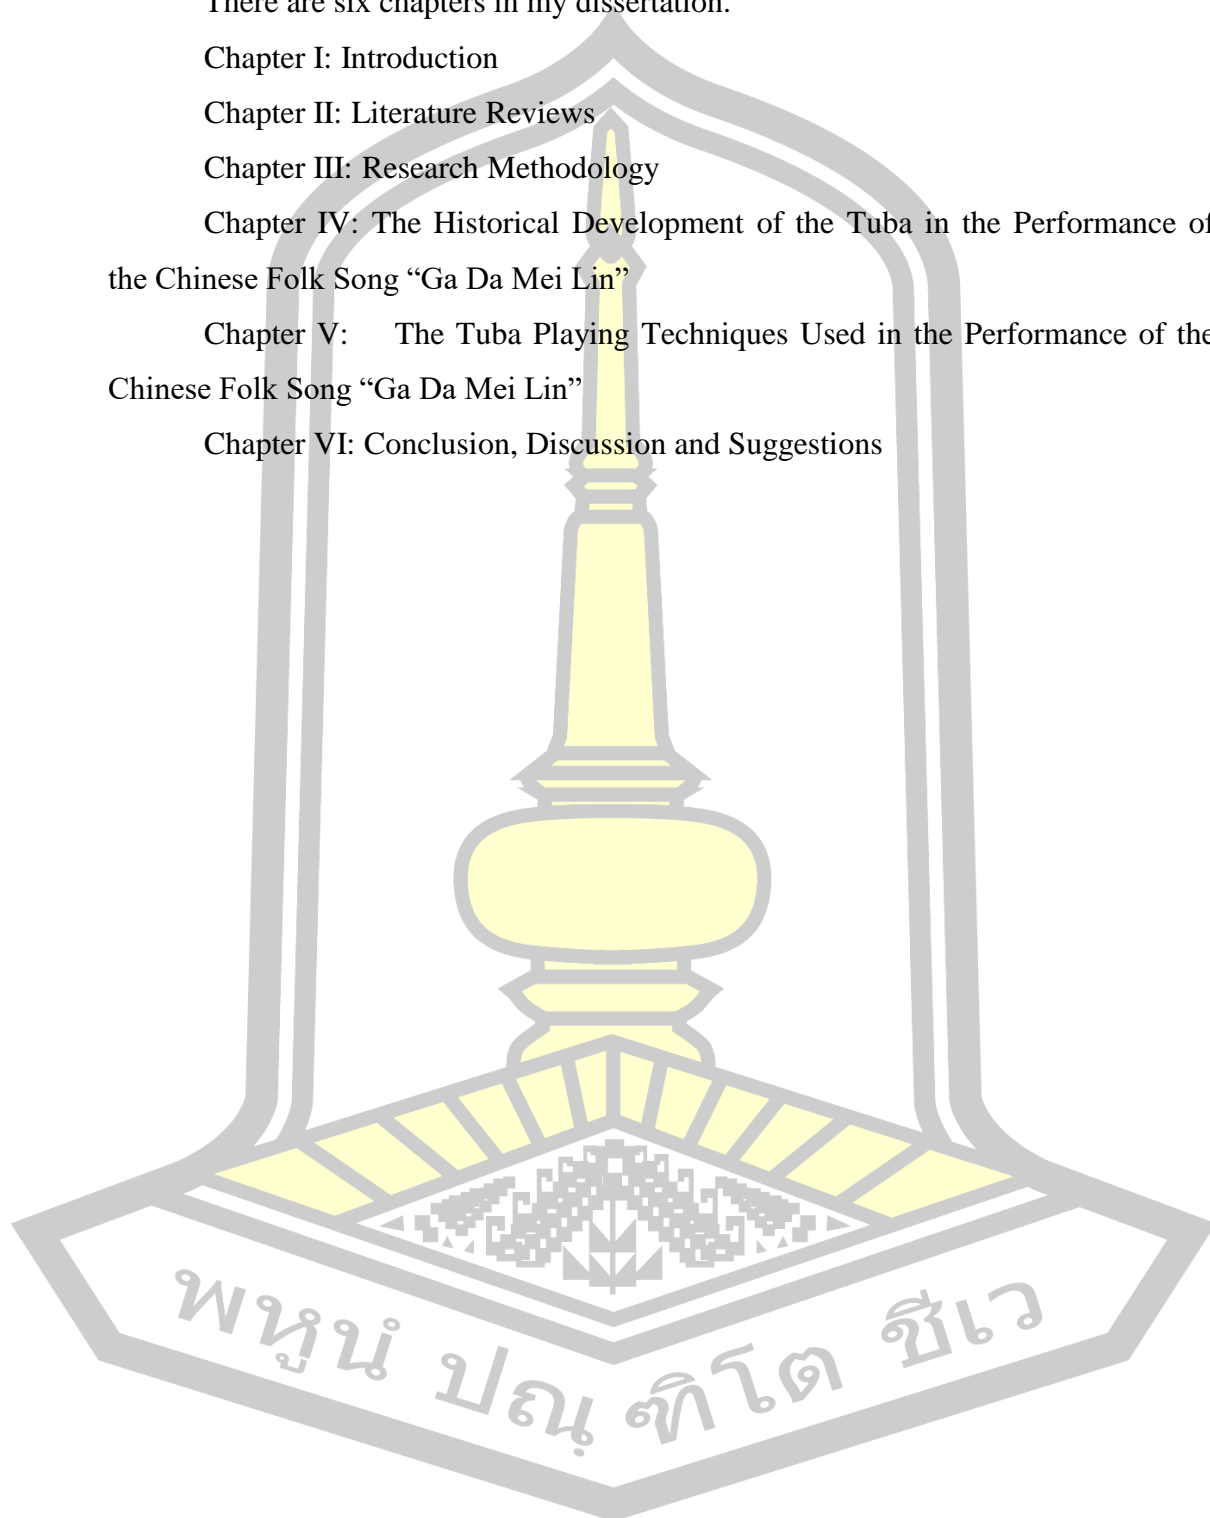 There are six chapters in my dissertation.
Chapter I: Introduction
Chapter II: Literature Reviews
Chapter III: Research Methodology
Chapter IV: The Historical Development of the Tuba in the Performance of
the Chinese Folk Song “Ga Da Mei Lin”
Chapter V: The Tuba Playing Techniques Used in the Performance of the
Chinese Folk Song “Ga Da Mei Lin”
Chapter VI: Conclusion, Discussion and Suggestions
พหูนํ ปณฺฑิโต ชีเว